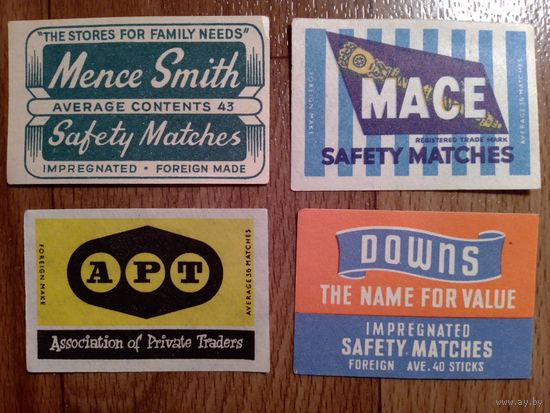 "THE STORES FOR FAMILY NEEDS"
Mence Smith
AVERAGE CONTENTS 43
Safety Matches
IMPREGNATED · FOREIGN MADE
FOREIGN MAKE
MACE
AVERAGE 36 MATCHES
REGISTERED TRADE MARK
SAFETY MATCHES
FOREIGN MAKE
APT
AVERAGE 36 MATCHES
Association of Private Traders
DOWNS
THE NAME FOR VALUE
IMPREGNATED
SAFETY MATCHES
FOREIGN AVE. 40 STICKS
www.ay.by